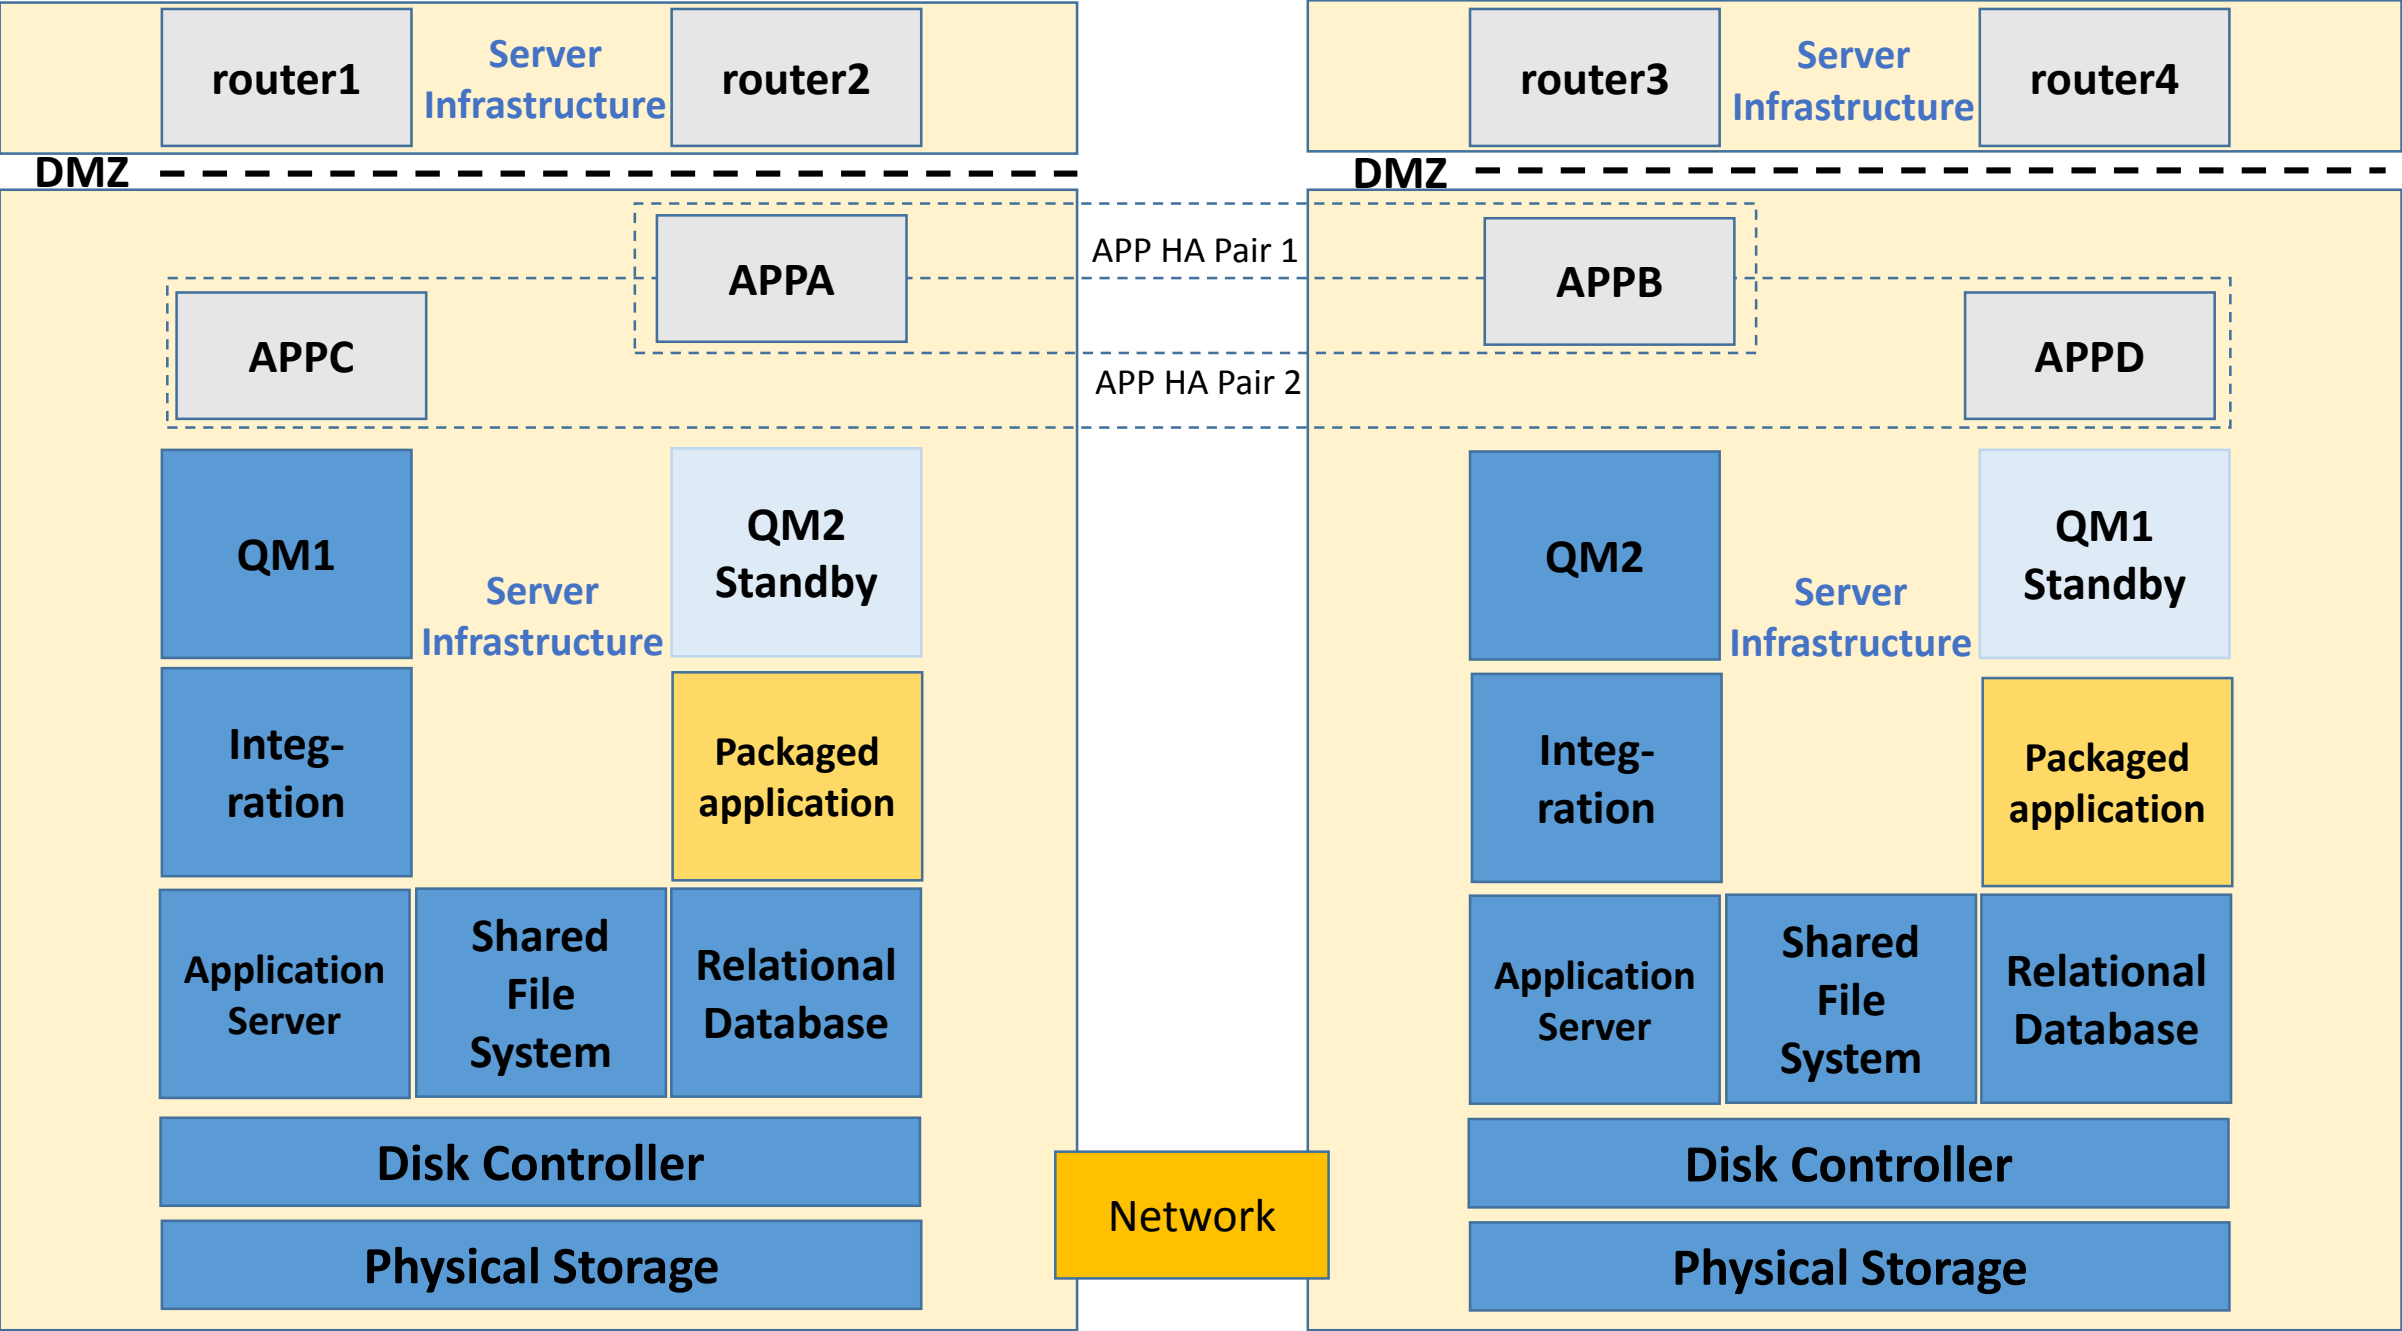 router1
Server
Infrastructure
router2
router3
Server
Infrastructure
router4
DMZ
DMZ
APPA
APP HA Pair 1
APPB
APPC
APP HA Pair 2
APPD
QM1
Server
Infrastructure
QM2
Standby
QM2
Server
Infrastructure
QM1
Standby
Integ-
ration
Packaged
application
Integ-
ration
Packaged
application
Application
Server
Shared
File
System
Relational
Database
Application
Server
Shared
File
System
Relational
Database
Disk Controller
Disk Controller
Network
Physical Storage
Physical Storage